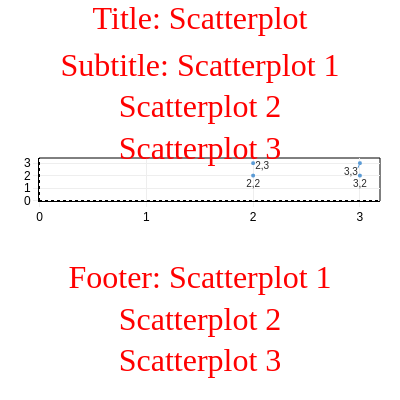 Title: Scatterplot
Subtitle: Scatterplot 1
Scatterplot 2
Scatterplot 3
3
2,3
3,3
2
2,2
3,2
1
0
0 1 2 3
Footer: Scatterplot 1
Scatterplot 2
Scatterplot 3